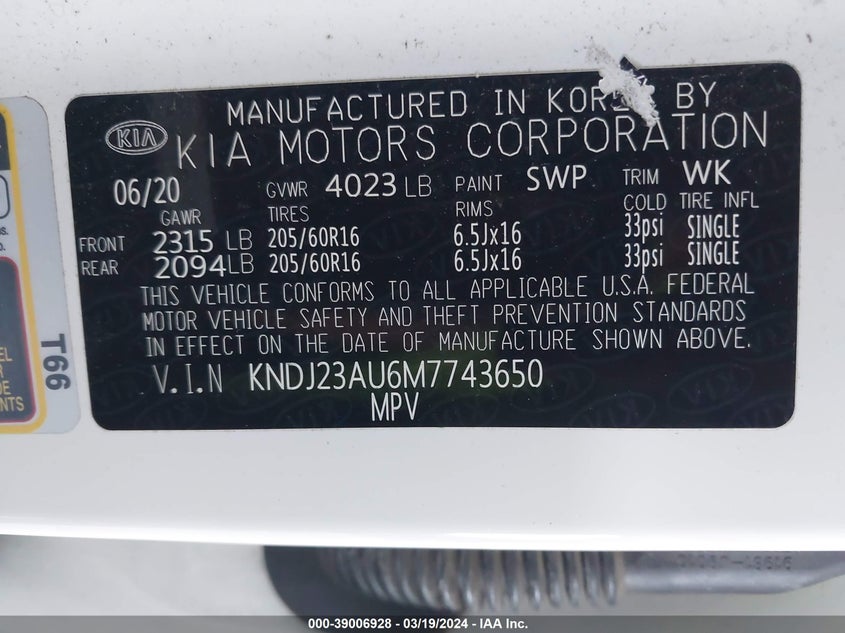 MANUFACTURED IN KOREA BY
KIA KIA MOTORS CORPORATION
06/20 GVWR 4023 LB PAINT SWP TRIM WK
GAWR TIRES RIMS COLD TIRE INFL
FRONT 2315 LB 205/60R16 6.5Jx16 33psi SINGLE
REAR 2094 LB 205/60R16 6.5Jx16 33psi SINGLE
THIS VEHICLE CONFORMS TO ALL APPLICABLE U.S.A. FEDERAL
MOTOR VEHICLE SAFETY AND THEFT PREVENTION STANDARDS
IN EFFECT ON THE DATE OF MANUFACTURE SHOWN ABOVE.
V.I.N KNDJ23AU6M7743650
MPV
T66
000-39006928 - 03/19/2024 - IAA Inc.